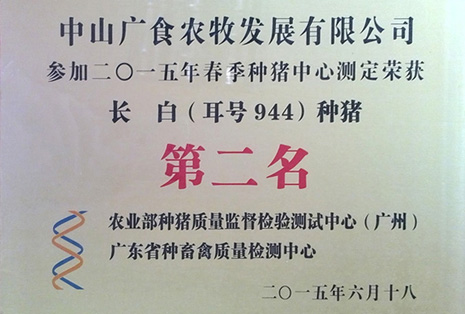 中山广食农牧发展有限公司
参加二〇一五年春季种猪中心测定荣获
长 白（耳号944）种猪
第二名
农业部种猪质量监督检验测试中心（广州）
广东省种畜禽质量检测中心
二〇一五年六月十八